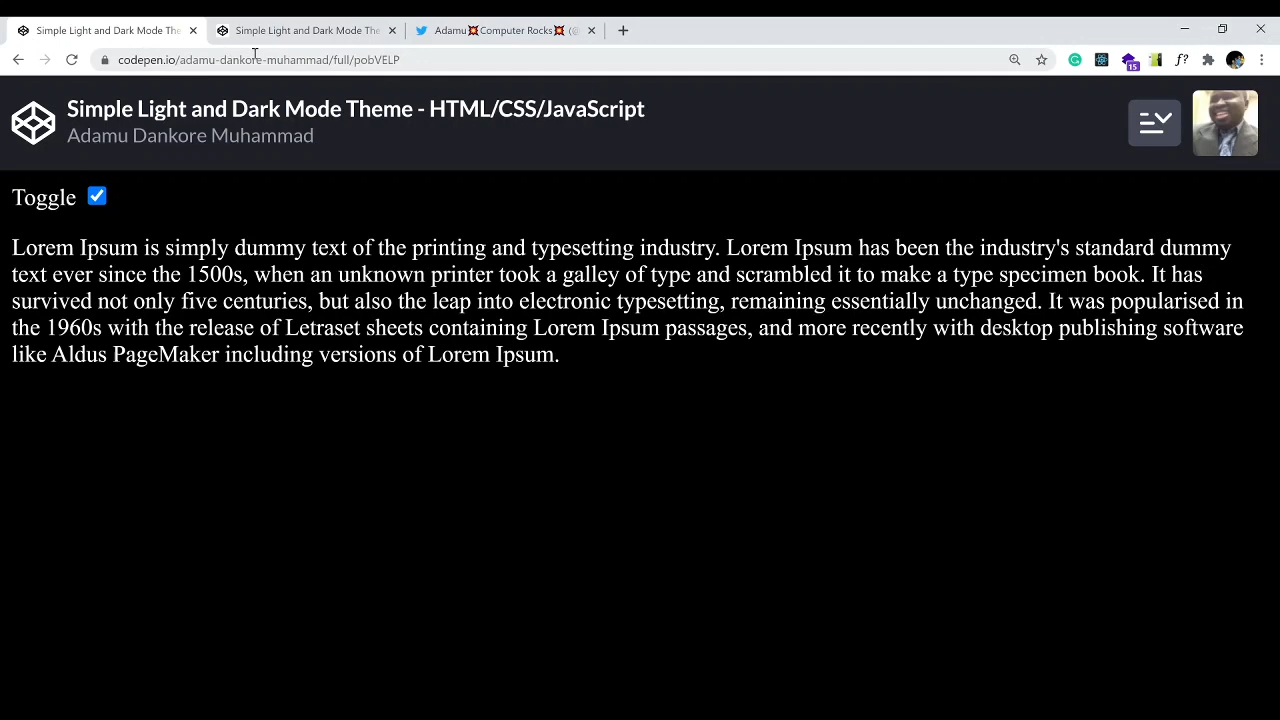 Simple Light and Dark Mode The
Simple Light and Dark Mode The
Adamu💥Computer Rocks💥 (@
codepen.io/adamu-dankore-muhammad/full/pobVELP
15
f?
Simple Light and Dark Mode Theme - HTML/CSS/JavaScript
Adamu Dankore Muhammad
Toggle
Lorem Ipsum is simply dummy text of the printing and typesetting industry. Lorem Ipsum has been the industry's standard dummy
text ever since the 1500s, when an unknown printer took a galley of type and scrambled it to make a type specimen book. It has
survived not only five centuries, but also the leap into electronic typesetting, remaining essentially unchanged. It was popularised in
the 1960s with the release of Letraset sheets containing Lorem Ipsum passages, and more recently with desktop publishing software
like Aldus PageMaker including versions of Lorem Ipsum.